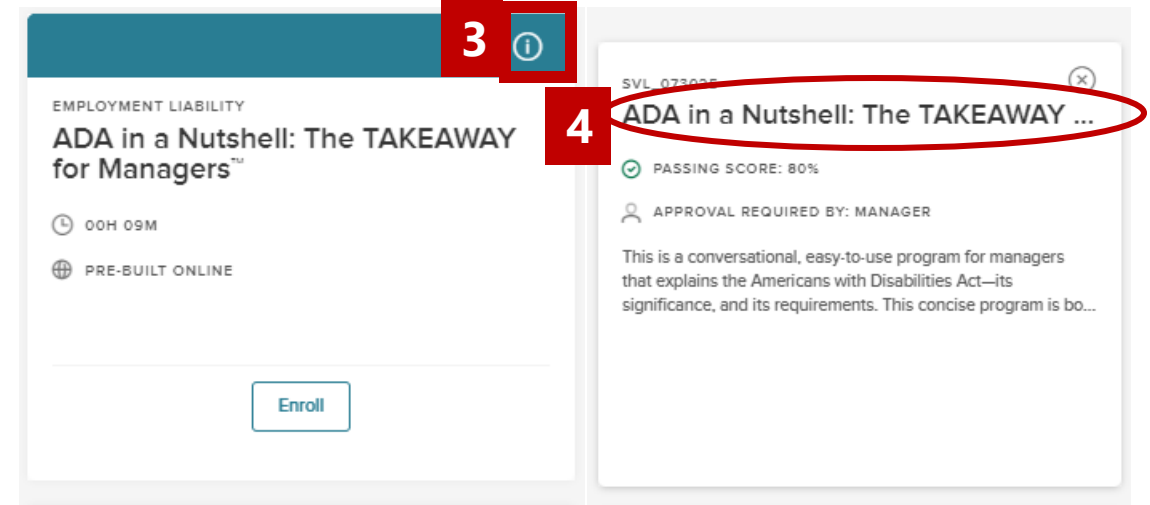 3
EMPLOYMENT LIABILITY
ADA in a Nutshell: The TAKEAWAY
for Managers™
00H 09M
PRE-BUILT ONLINE
Enroll
SVL_073025
4
ADA in a Nutshell: The TAKEAWAY ...
PASSING SCORE: 80%
APPROVAL REQUIRED BY: MANAGER
This is a conversational, easy-to-use program for managers
that explains the Americans with Disabilities Act—its
significance, and its requirements. This concise program is bo...